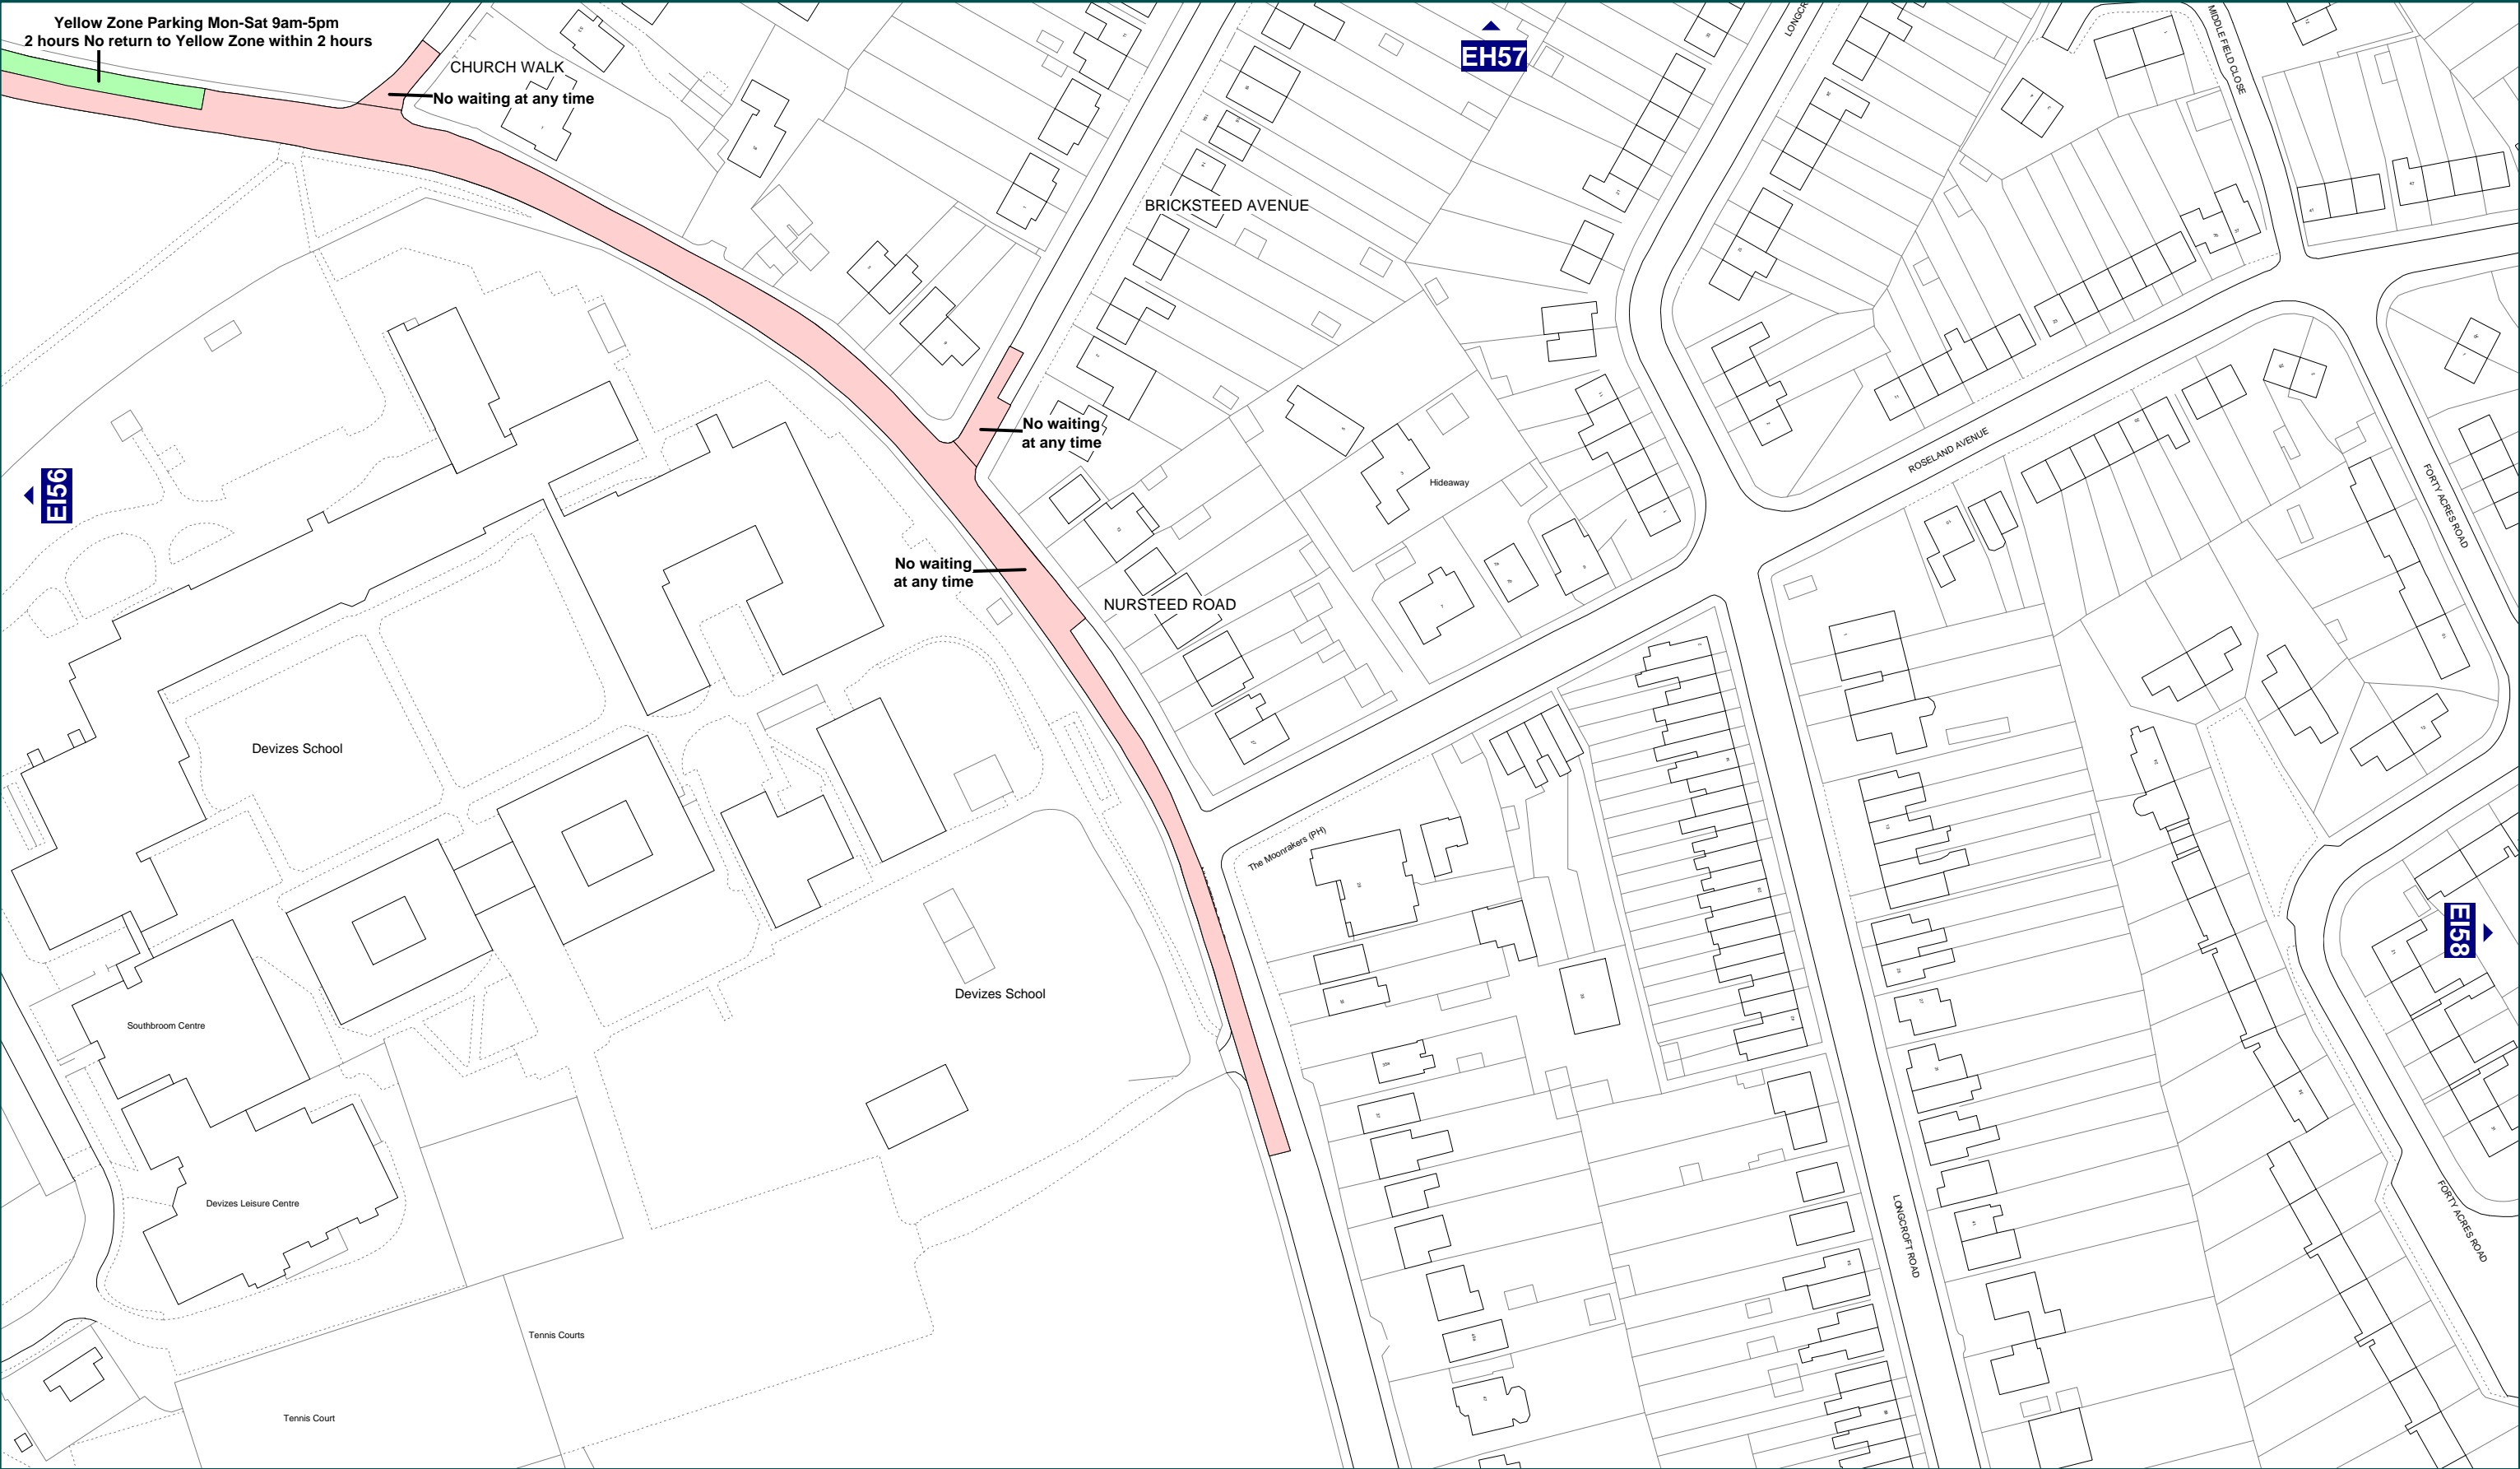 Yellow Zone Parking Mon-Sat 9am-5pm
2 hours No return to Yellow Zone within 2 hours
CHURCH WALK
No waiting at any time
EH57
MIDDLE FIELD CLOSE
BRICKSTEED AVENUE
No waiting
at any time
Hideaway
ROSELAND AVENUE
FORTY ACRES ROAD
EI56
No waiting
at any time
NURSTEED ROAD
Devizes School
The Moonrakers (PH)
EI58
Devizes School
Southbroom Centre
Devizes Leisure Centre
LONGCROFT ROAD
FORTY ACRES ROAD
Tennis Courts
Tennis Court